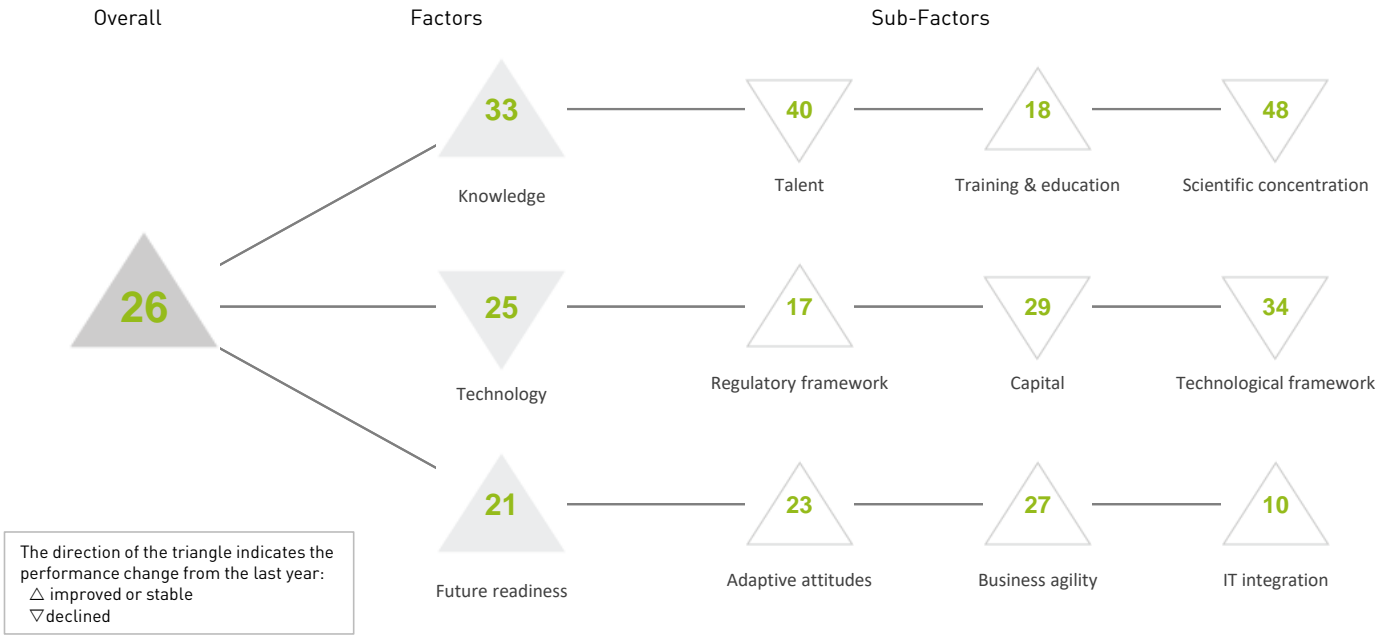 Overall
Factors
Sub-Factors
33
40
18
48
Knowledge
Talent
Training & education
Scientific concentration
26
25
17
29
34
Technology
Regulatory framework
Capital
Technological framework
21
23
27
10
Future readiness
Adaptive attitudes
Business agility
IT integration
The direction of the triangle indicates the
performance change from the last year:
△ improved or stable
▽ declined